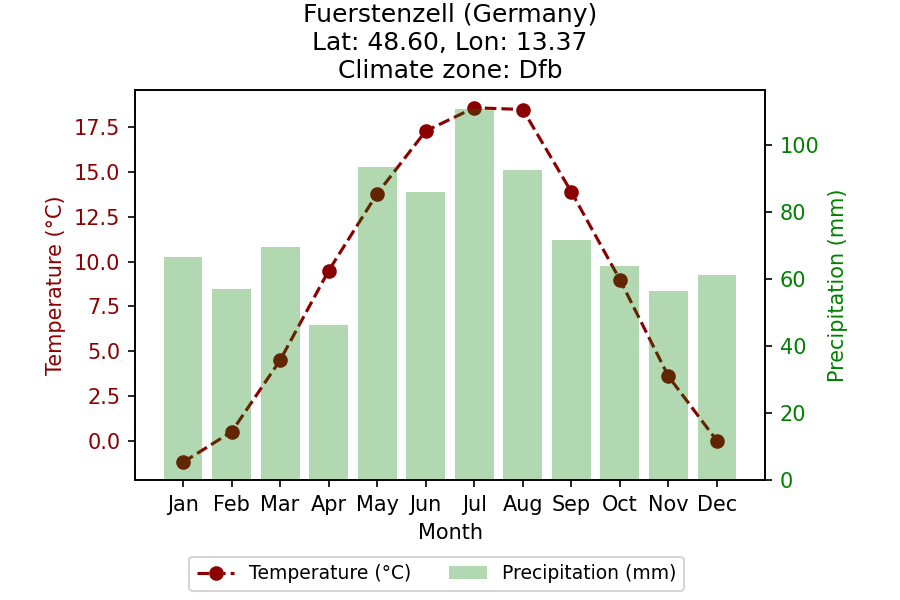 Fuerstenzell (Germany)
Lat: 48.60, Lon: 13.37
Climate zone: Dfb
Temperature (°C)
17.5
15.0
12.5
10.0
7.5
5.0
2.5
0.0
Precipitation (mm)
100
80
60
40
20
0
Jan Feb Mar Apr May Jun Jul Aug Sep Oct Nov Dec
Month
Temperature (°C) Precipitation (mm)